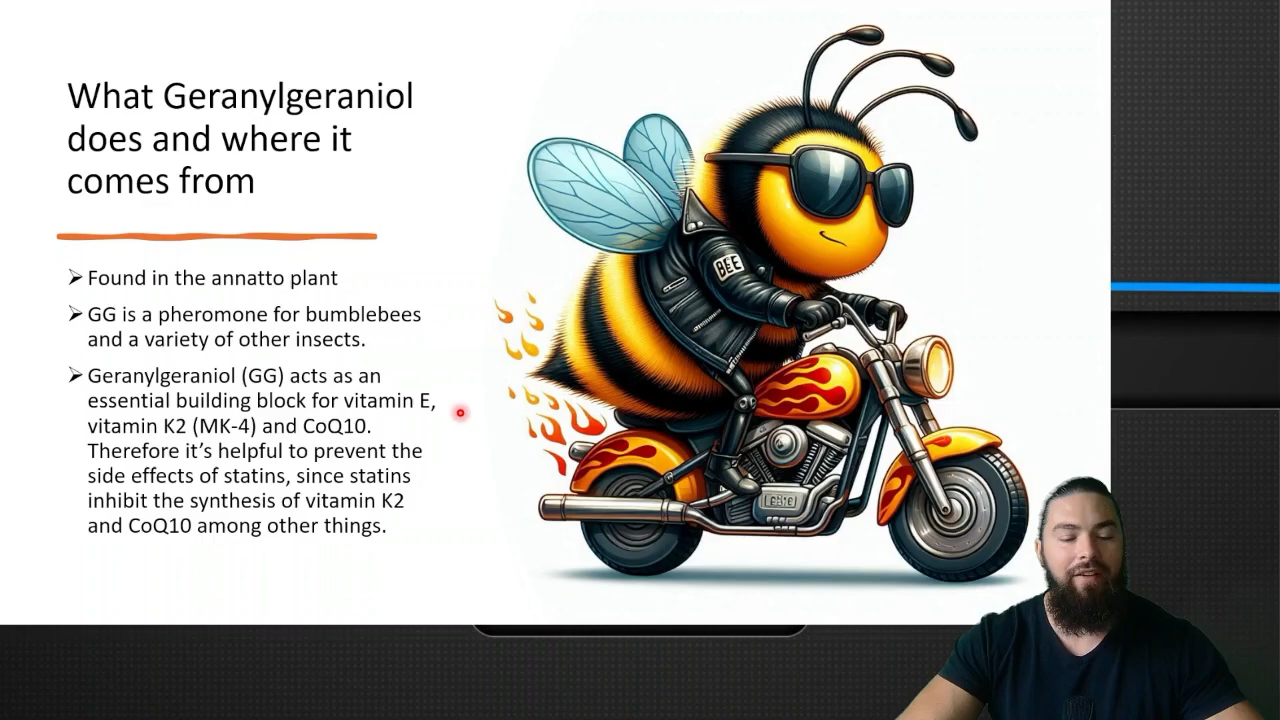 What Geranylgeraniol
does and where it
comes from
Found in the annatto plant
GG is a pheromone for bumblebees
and a variety of other insects.
Geranylgeraniol (GG) acts as an
essential building block for vitamin E,
vitamin K2 (MK-4) and CoQ10.
Therefore it’s helpful to prevent the
side effects of statins, since statins
inhibit the synthesis of vitamin K2
and CoQ10 among other things.
BEE